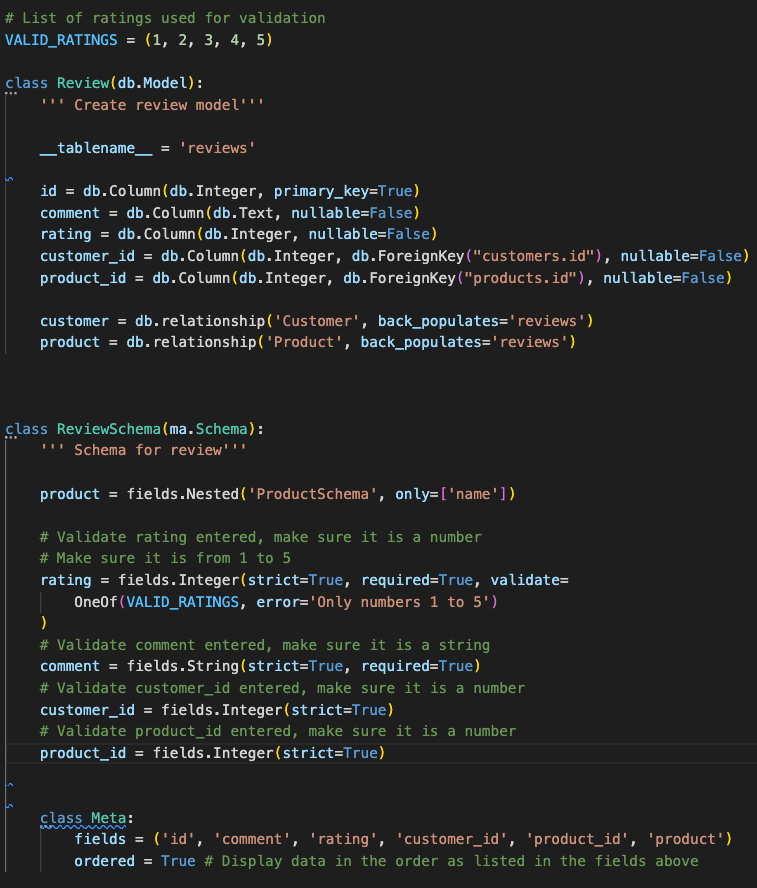 # List of ratings used for validation
VALID_RATINGS = (1, 2, 3, 4, 5)
class Review(db.Model):
    ''' Create review model'''
    __tablename__ = 'reviews'
    id = db.Column(db.Integer, primary_key=True)
    comment = db.Column(db.Text, nullable=False)
    rating = db.Column(db.Integer, nullable=False)
    customer_id = db.Column(db.Integer, db.ForeignKey("customers.id"), nullable=False)
    product_id = db.Column(db.Integer, db.ForeignKey("products.id"), nullable=False)
    customer = db.relationship('Customer', back_populates='reviews')
    product = db.relationship('Product', back_populates='reviews')
class ReviewSchema(ma.Schema):
    ''' Schema for review'''
    product = fields.Nested('ProductSchema', only=['name'])
    # Validate rating entered, make sure it is a number
    # Make sure it is from 1 to 5
    rating = fields.Integer(strict=True, required=True, validate=
        OneOf(VALID_RATINGS, error='Only numbers 1 to 5')
    )
    # Validate comment entered, make sure it is a string
    comment = fields.String(strict=True, required=True)
    # Validate customer_id entered, make sure it is a number
    customer_id = fields.Integer(strict=True)
    # Validate product_id entered, make sure it is a number
    product_id = fields.Integer(strict=True)
    class Meta:
        fields = ('id', 'comment', 'rating', 'customer_id', 'product_id', 'product')
        ordered = True # Display data in the order as listed in the fields above